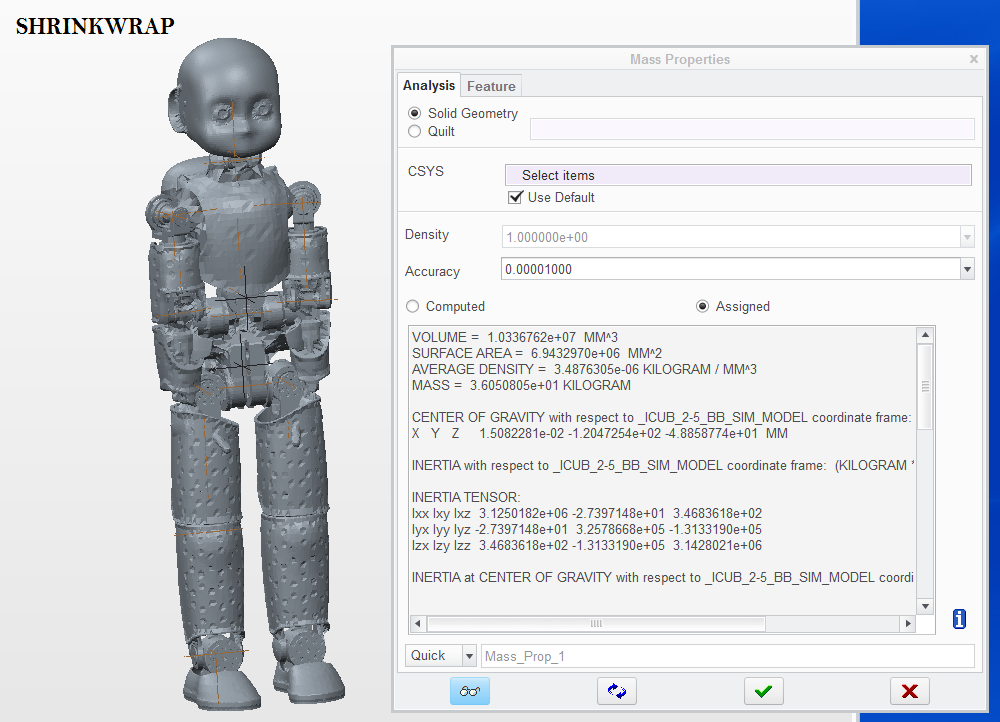 SHRINKWRAP
Mass Properties
Analysis Feature
Solid Geometry
Quilt
CSYS
Select items
Use Default
Density 1.000000e+00
Accuracy 0.00001000
Computed Assigned
VOLUME = 1.0336762e+07 MM^3
SURFACE AREA = 6.9432970e+06 MM^2
AVERAGE DENSITY = 3.4876305e-06 KILOGRAM / MM^3
MASS = 3.6050805e+01 KILOGRAM
CENTER OF GRAVITY with respect to _ICUB_2-5_BB_SIM_MODEL coordinate frame:
X Y Z 1.5082281e-02 -1.2047254e+02 -4.8858774e+01 MM
INERTIA with respect to _ICUB_2-5_BB_SIM_MODEL coordinate frame: (KILOGRAM *
INERTIA TENSOR:
Ixx Ixy Ixz 3.1250182e+06 -2.7397148e+01 3.4683618e+02
Iyx Iyy Iyz -2.7397148e+01 3.2578668e+05 -1.3133190e+05
Izx Izy Izz 3.4683618e+02 -1.3133190e+05 3.1428021e+06
INERTIA at CENTER OF GRAVITY with respect to _ICUB_2-5_BB_SIM_MODEL coordi
Quick Mass_Prop_1